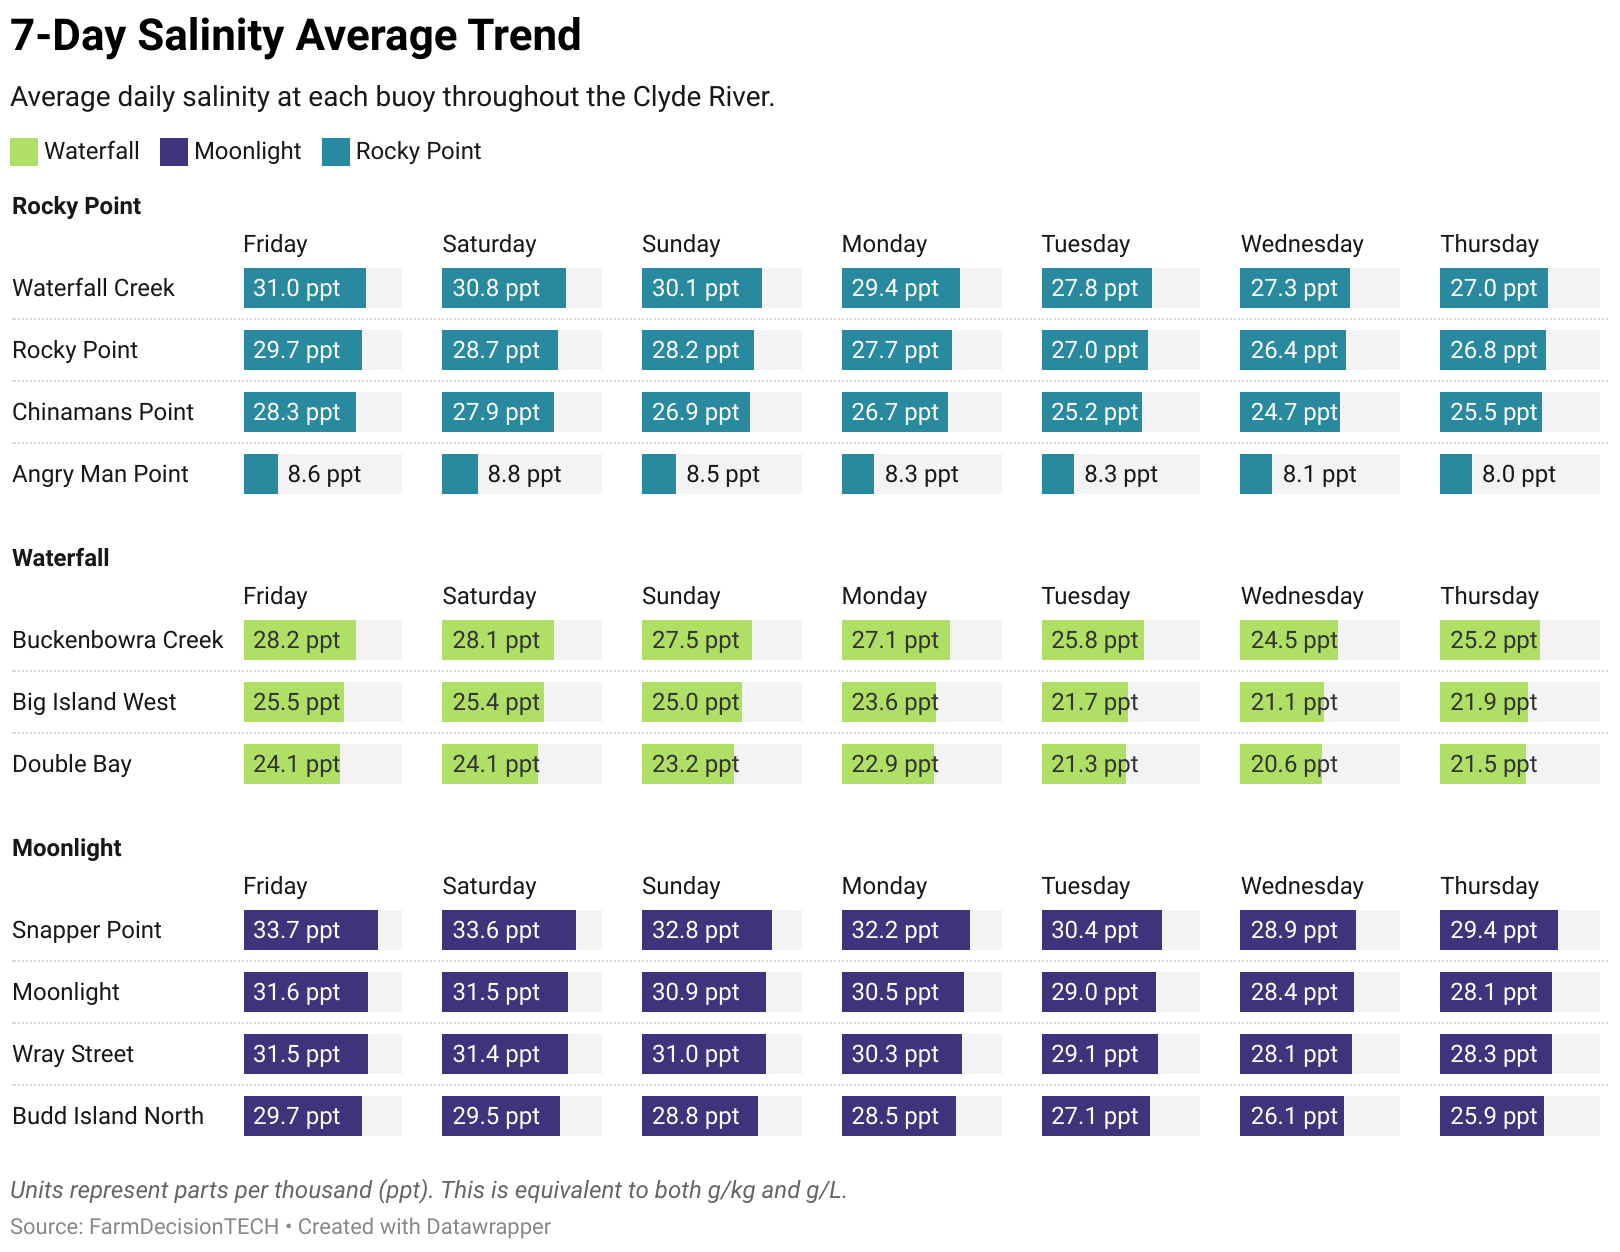 7-Day Salinity Average Trend
Average daily salinity at each buoy throughout the Clyde River.
Waterfall Moonlight Rocky Point
Rocky Point
Friday Saturday Sunday Monday Tuesday Wednesday Thursday
Waterfall Creek 31.0 ppt 30.8 ppt 30.1 ppt 29.4 ppt 27.8 ppt 27.3 ppt 27.0 ppt
Rocky Point 29.7 ppt 28.7 ppt 28.2 ppt 27.7 ppt 27.0 ppt 26.4 ppt 26.8 ppt
Chinamans Point 28.3 ppt 27.9 ppt 26.9 ppt 26.7 ppt 25.2 ppt 24.7 ppt 25.5 ppt
Angry Man Point 8.6 ppt 8.8 ppt 8.5 ppt 8.3 ppt 8.3 ppt 8.1 ppt 8.0 ppt
Waterfall
Friday Saturday Sunday Monday Tuesday Wednesday Thursday
Buckenbowra Creek 28.2 ppt 28.1 ppt 27.5 ppt 27.1 ppt 25.8 ppt 24.5 ppt 25.2 ppt
Big Island West 25.5 ppt 25.4 ppt 25.0 ppt 23.6 ppt 21.7 ppt 21.1 ppt 21.9 ppt
Double Bay 24.1 ppt 24.1 ppt 23.2 ppt 22.9 ppt 21.3 ppt 20.6 ppt 21.5 ppt
Moonlight
Friday Saturday Sunday Monday Tuesday Wednesday Thursday
Snapper Point 33.7 ppt 33.6 ppt 32.8 ppt 32.2 ppt 30.4 ppt 28.9 ppt 29.4 ppt
Moonlight 31.6 ppt 31.5 ppt 30.9 ppt 30.5 ppt 29.0 ppt 28.4 ppt 28.1 ppt
Wray Street 31.5 ppt 31.4 ppt 31.0 ppt 30.3 ppt 29.1 ppt 28.1 ppt 28.3 ppt
Budd Island North 29.7 ppt 29.5 ppt 28.8 ppt 28.5 ppt 27.1 ppt 26.1 ppt 25.9 ppt
Units represent parts per thousand (ppt). This is equivalent to both g/kg and g/L.
Source: FarmDecisionTECH • Created with Datawrapper